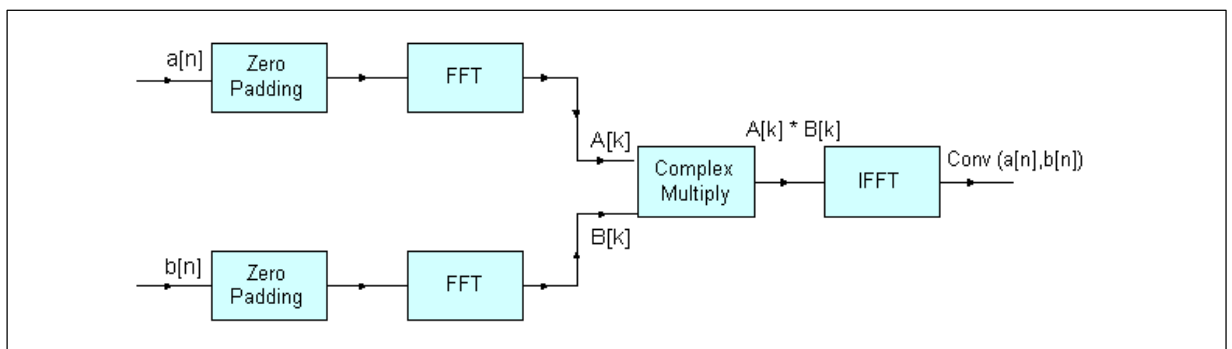 a[n]
Zero
Padding
FFT
A[k]
A[k] * B[k]
Complex
Multiply
IFFT
Conv (a[n],b[n])
B[k]
b[n]
Zero
Padding
FFT